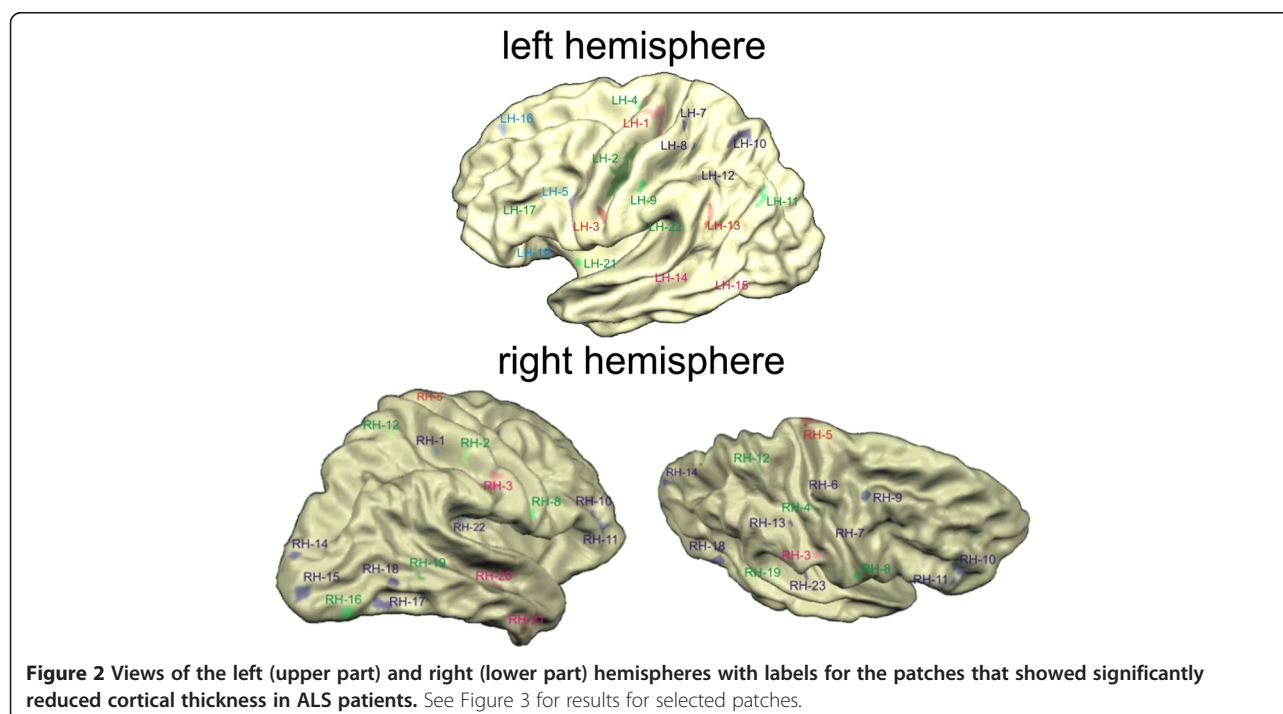 left hemisphere
LH-4
LH-7
LH-16
LH-1
LH-8
LH-10
LH-2
LH-12
LH-5
LH-9
LH-11
LH-17
LH-3
LH-22
LH-13
LH-21
LH-14
LH-15
right hemisphere
RH-5
RH-12
RH-1
RH-2
RH-3
RH-8
RH-10
RH-22
RH-11
RH-14
RH-18
RH-19
RH-20
RH-15
RH-16
RH-17
RH-21
RH-5
RH-12
RH-14
RH-6
RH-9
RH-4
RH-13
RH-7
RH-18
RH-3
RH-19
RH-8
RH-10
RH-23
RH-11
Figure 2 Views of the left (upper part) and right (lower part) hemispheres with labels for the patches that showed significantly
reduced cortical thickness in ALS patients. See Figure 3 for results for selected patches.